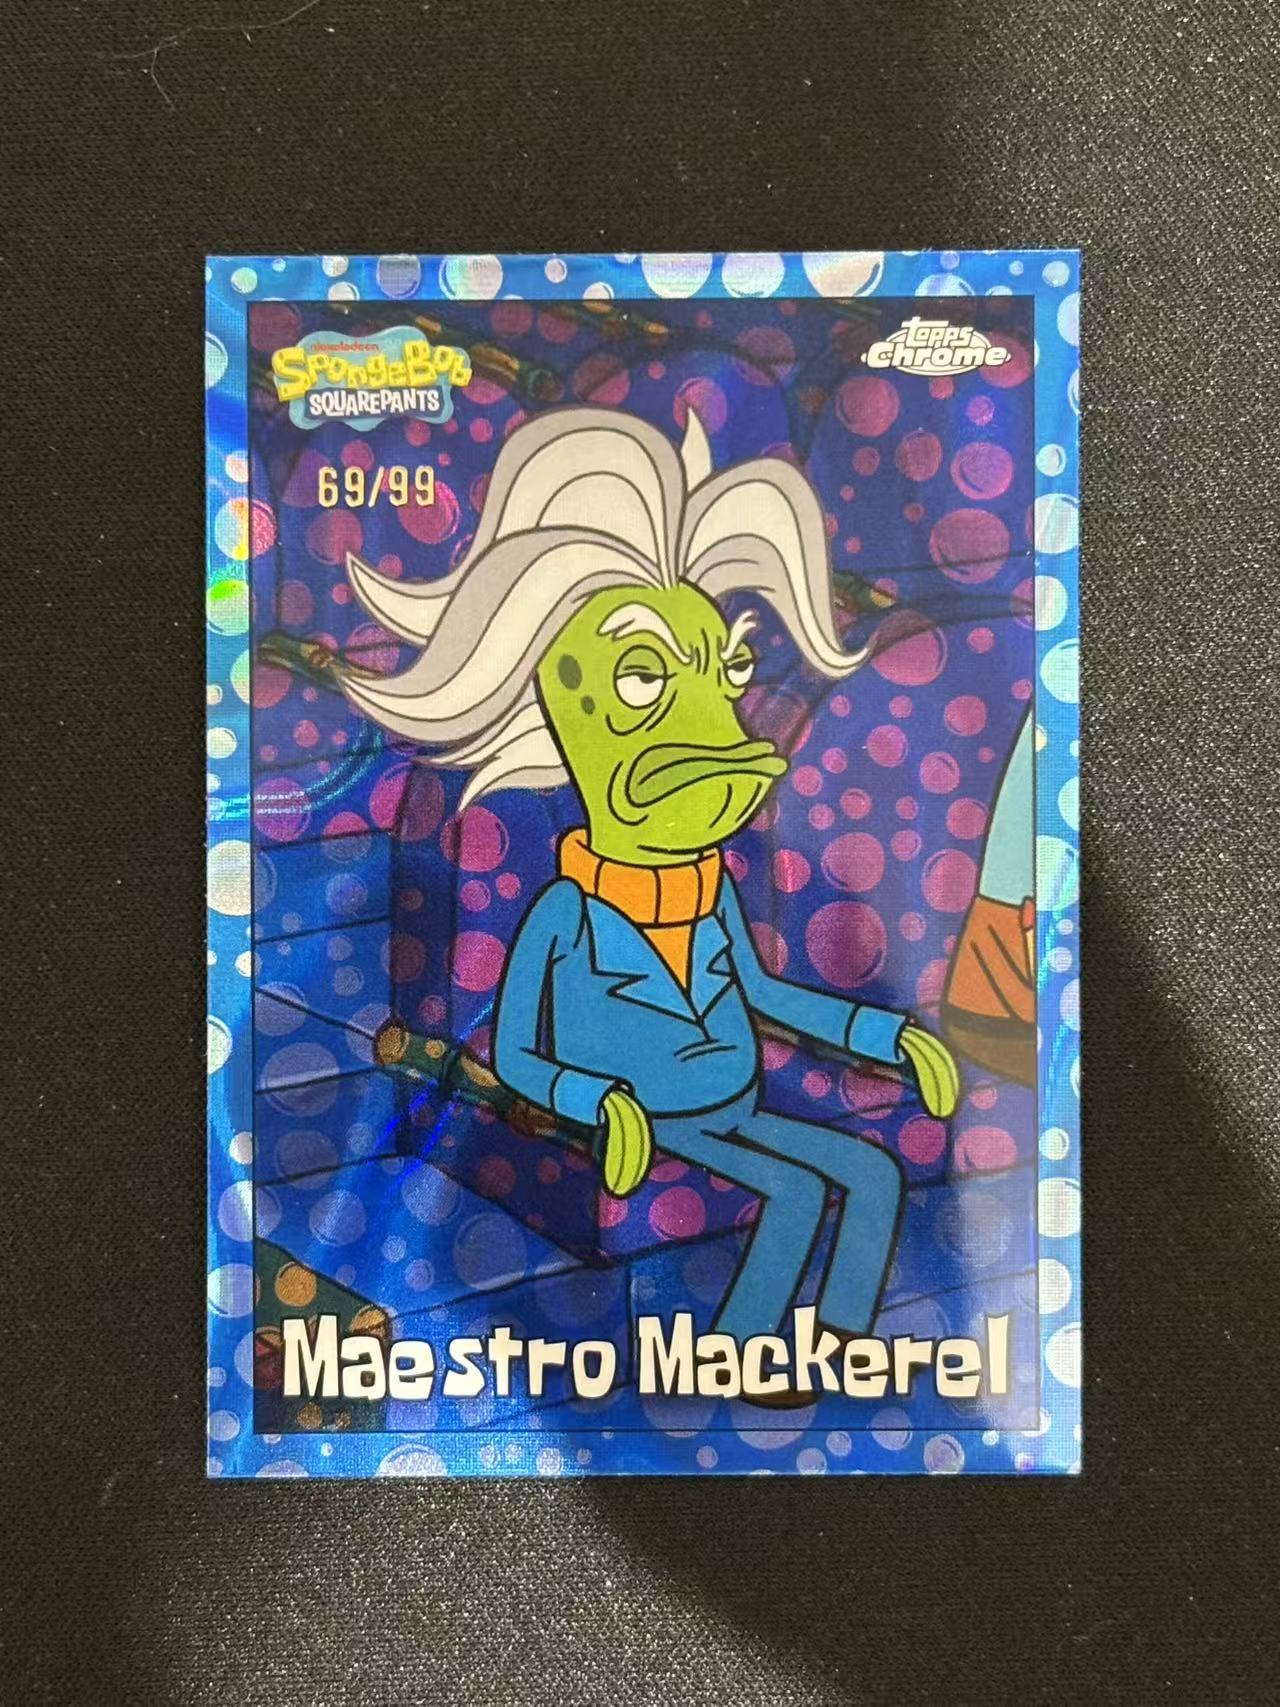 nickelodeon
SpongeBob
SQUAREPANTS
topps
Chrome
69/99
Maestro Mackerel